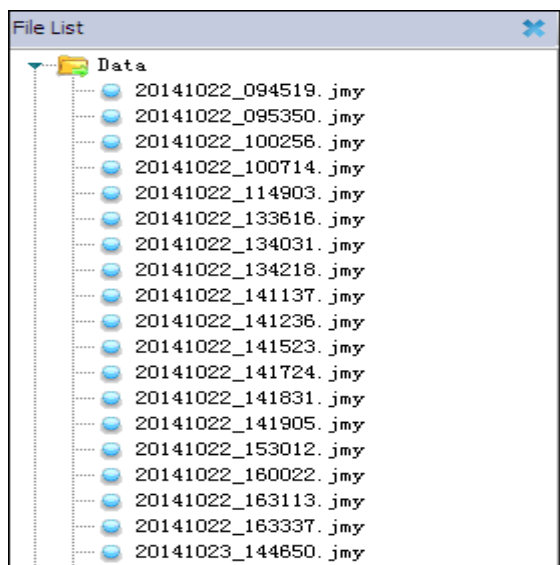 File List
Data
20141022_094519.jmy
20141022_095350.jmy
20141022_100256.jmy
20141022_100714.jmy
20141022_114903.jmy
20141022_133616.jmy
20141022_134031.jmy
20141022_134218.jmy
20141022_141137.jmy
20141022_141236.jmy
20141022_141523.jmy
20141022_141724.jmy
20141022_141831.jmy
20141022_141905.jmy
20141022_153012.jmy
20141022_160022.jmy
20141022_163113.jmy
20141022_163337.jmy
20141023_144650.jmy